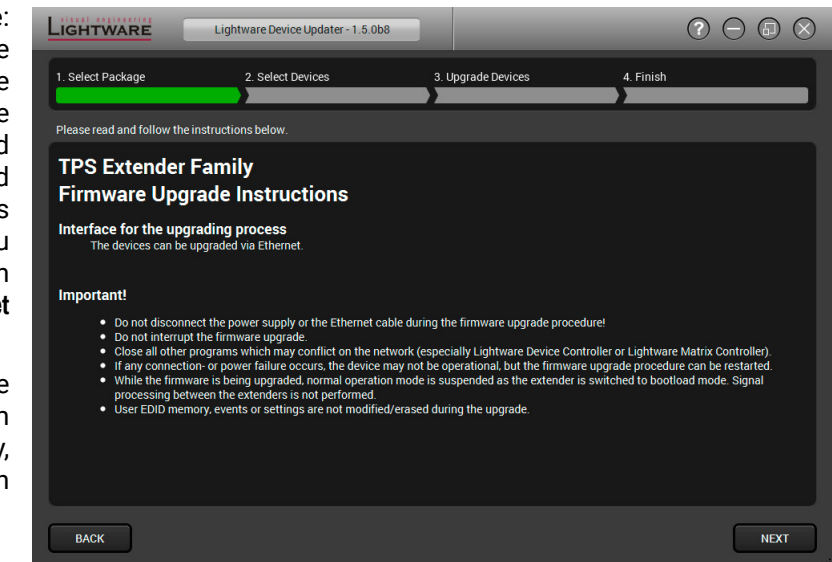 e:
e
e
e
d
d
s
u
n
et
e
n
y,
n
visual engineering
LIGHTWARE
Lightware Device Updater - 1.5.0b8
?
1. Select Package
2. Select Devices
3. Upgrade Devices
4. Finish
Please read and follow the instructions below.
TPS Extender Family
Firmware Upgrade Instructions
Interface for the upgrading process
The devices can be upgraded via Ethernet.
Important!
• Do not disconnect the power supply or the Ethernet cable during the firmware upgrade procedure!
• Do not interrupt the firmware upgrade.
• Close all other programs which may conflict on the network (especially Lightware Device Controller or Lightware Matrix Controller).
• If any connection- or power failure occurs, the device may not be operational, but the firmware upgrade procedure can be restarted.
• While the firmware is being upgraded, normal operation mode is suspended as the extender is switched to bootload mode. Signal
processing between the extenders is not performed.
• User EDID memory, events or settings are not modified/erased during the upgrade.
BACK
NEXT